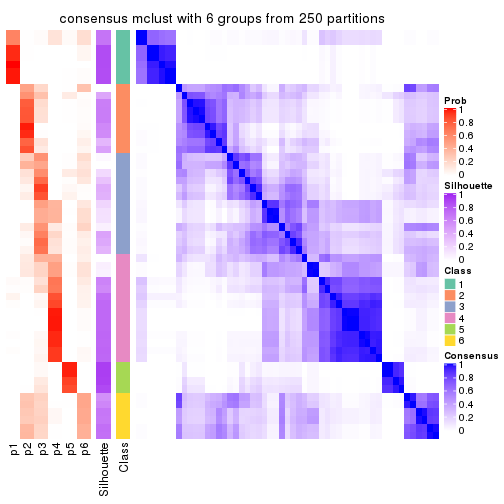 consensus mclust with 6 groups from 250 partitions
Prob
1
0.8
0.6
0.4
0.2
0
Silhouette
1
0.8
0.6
0.4
0.2
0
Class
1
2
3
4
5
6
Consensus
1
0.8
0.6
0.4
0.2
0
p1
p2
p3
p4
p5
p6
Silhouette
Class